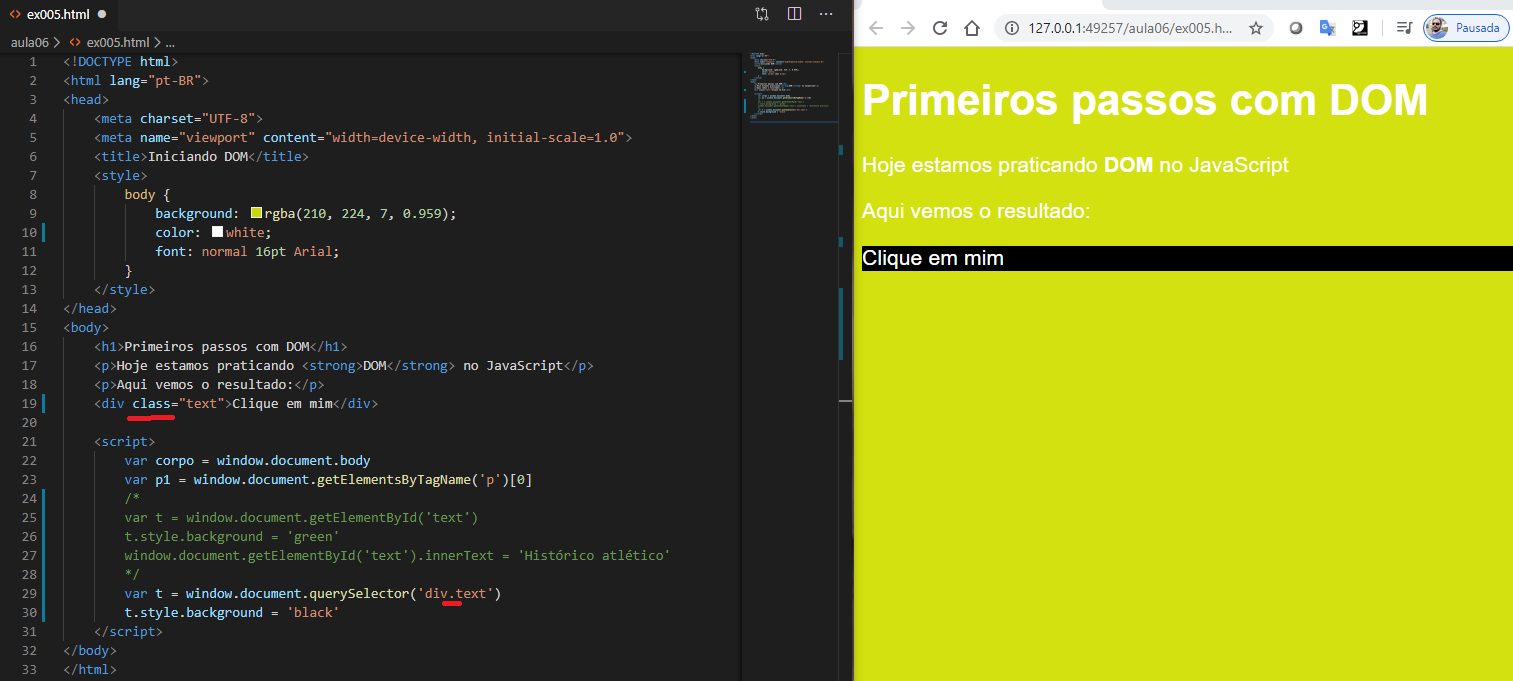 ex005.html
aula06 > ex005.html > ...
1 <!DOCTYPE html>
2 <html lang="pt-BR">
3 <head>
4 <meta charset="UTF-8">
5 <meta name="viewport" content="width=device-width, initial-scale=1.0">
6 <title>Iniciando DOM</title>
7 <style>
8 body {
9 background: rgba(210, 224, 7, 0.959);
10 color: white;
11 font: normal 16pt Arial;
12 }
13 </style>
14 </head>
15 <body>
16 <h1>Primeiros passos com DOM</h1>
17 <p>Hoje estamos praticando <strong>DOM</strong> no JavaScript</p>
18 <p>Aqui vemos o resultado:</p>
19 <div class="text">Clique em mim</div>
20
21 <script>
22 var corpo = window.document.body
23 var p1 = window.document.getElementsByTagName('p')[0]
24 /*
25 var t = window.document.getElementById('text')
26 t.style.background = 'green'
27 window.document.getElementById('text').innerText = 'Histórico atlético'
28 */
29 var t = window.document.querySelector('div.text')
30 t.style.background = 'black'
31 </script>
32 </body>
33 </html>
127.0.0.1:49257/aula06/ex005.h...
Pausada
Primeiros passos com DOM
Hoje estamos praticando DOM no JavaScript
Aqui vemos o resultado:
Clique em mim